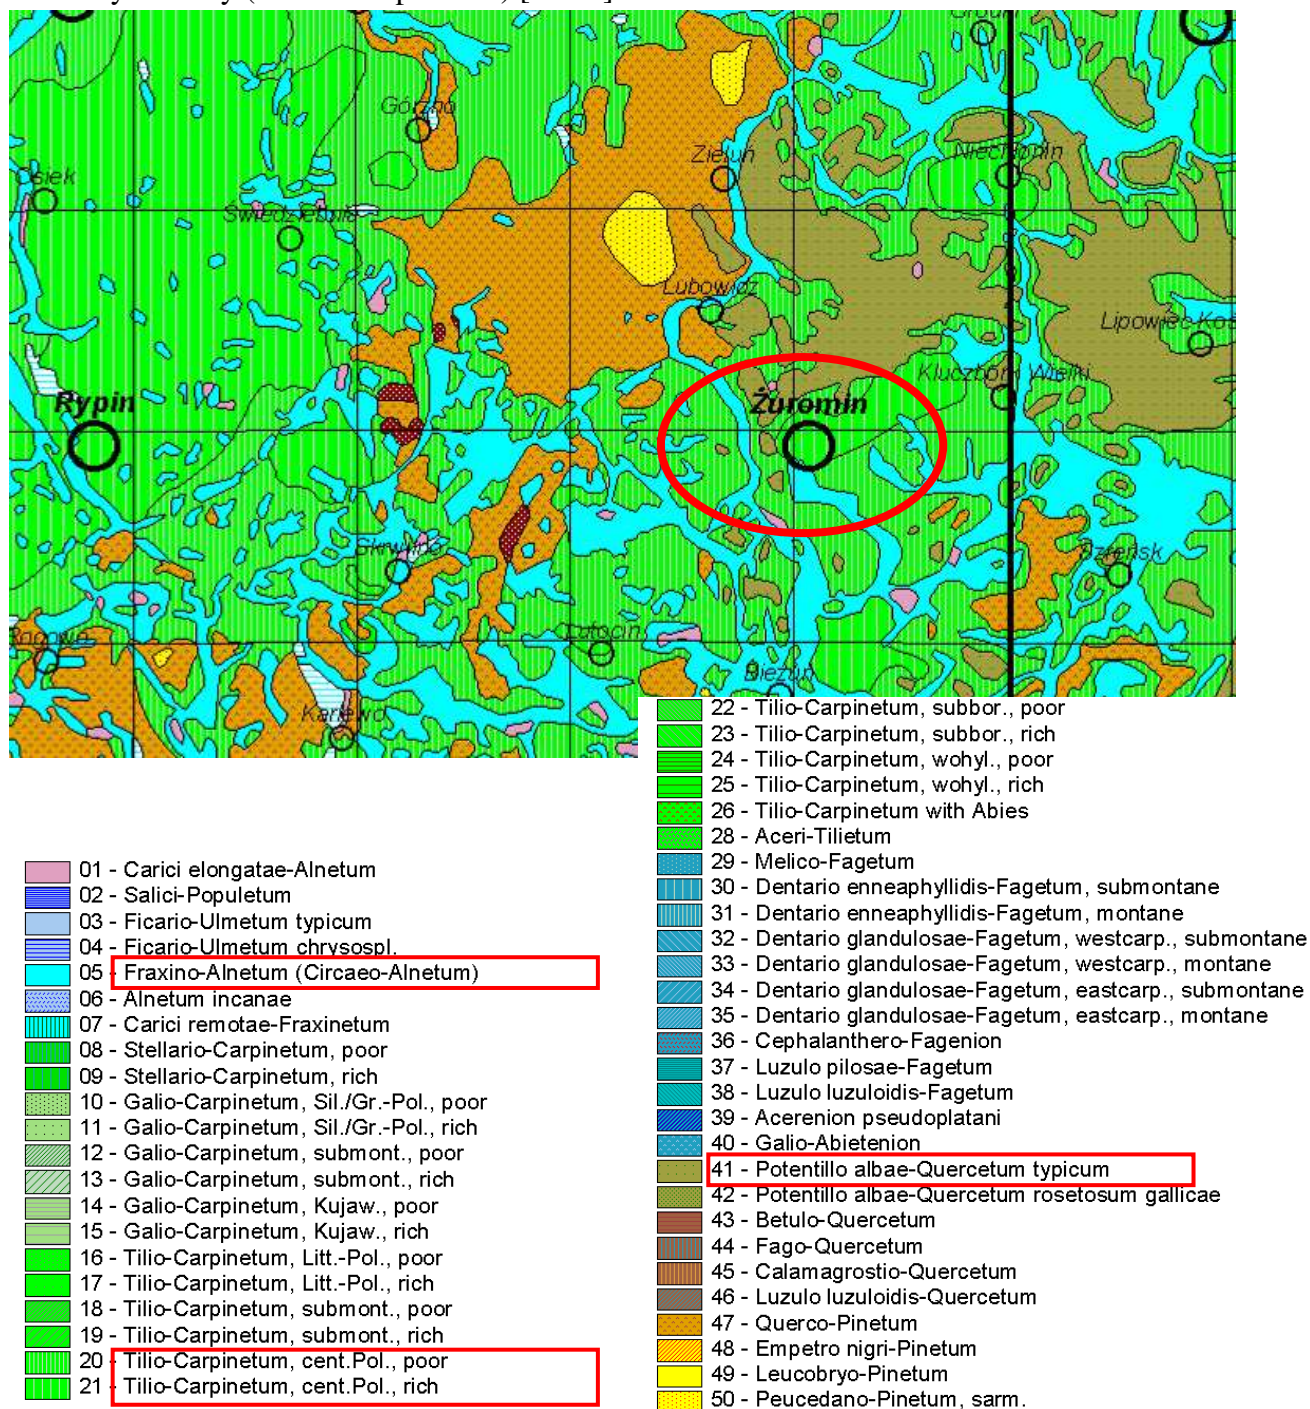 Górzno
Zieluń
Niechłonin
Osiek
Świedziebnia
Lubowidz
Lipowiec Koś
Kluczbork Wielki
Rypin
Żuromin
Skrwilno
Szreńsk
Rogowo
Lutocin
Bieżuń
Karlewo
22 - Tilio-Carpinetum, subbor., poor
23 - Tilio-Carpinetum, subbor., rich
24 - Tilio-Carpinetum, wohyl., poor
25 - Tilio-Carpinetum, wohyl., rich
26 - Tilio-Carpinetum with Abies
28 - Aceri-Tilietum
29 - Melico-Fagetum
30 - Dentario enneaphyllidis-Fagetum, submontane
31 - Dentario enneaphyllidis-Fagetum, montane
32 - Dentario glandulosae-Fagetum, westcarp., submontane
33 - Dentario glandulosae-Fagetum, westcarp., montane
34 - Dentario glandulosae-Fagetum, eastcarp., submontane
35 - Dentario glandulosae-Fagetum, eastcarp., montane
36 - Cephalanthero-Fagenion
37 - Luzulo pilosae-Fagetum
38 - Luzulo luzuloidis-Fagetum
39 - Acerenion pseudoplatani
40 - Galio-Abietenion
41 - Potentillo albae-Quercetum typicum
42 - Potentillo albae-Quercetum rosetosum gallicae
43 - Betulo-Quercetum
44 - Fago-Quercetum
45 - Calamagrostio-Quercetum
46 - Luzulo luzuloidis-Quercetum
47 - Querco-Pinetum
48 - Empetro nigri-Pinetum
49 - Leucobryo-Pinetum
50 - Peucedano-Pinetum, sarm.
01 - Carici elongatae-Alnetum
02 - Salici-Populetum
03 - Ficario-Ulmetum typicum
04 - Ficario-Ulmetum chrysospl.
05 - Fraxino-Alnetum (Circaeo-Alnetum)
06 - Alnetum incanae
07 - Carici remotae-Fraxinetum
08 - Stellario-Carpinetum, poor
09 - Stellario-Carpinetum, rich
10 - Galio-Carpinetum, Sil./Gr.-Pol., poor
11 - Galio-Carpinetum, Sil./Gr.-Pol., rich
12 - Galio-Carpinetum, submont., poor
13 - Galio-Carpinetum, submont., rich
14 - Galio-Carpinetum, Kujaw., poor
15 - Galio-Carpinetum, Kujaw., rich
16 - Tilio-Carpinetum, Litt.-Pol., poor
17 - Tilio-Carpinetum, Litt.-Pol., rich
18 - Tilio-Carpinetum, submont., poor
19 - Tilio-Carpinetum, submont., rich
20 - Tilio-Carpinetum, cent.Pol., poor
21 - Tilio-Carpinetum, cent.Pol., rich